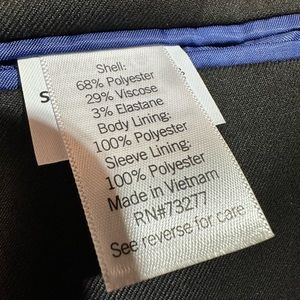 Shell:
68% Polyester
29% Viscose
3% Elastane
Body Lining:
100% Polyester
Sleeve Lining:
100% Polyester
Made in Vietnam
RN#73277
See reverse for care